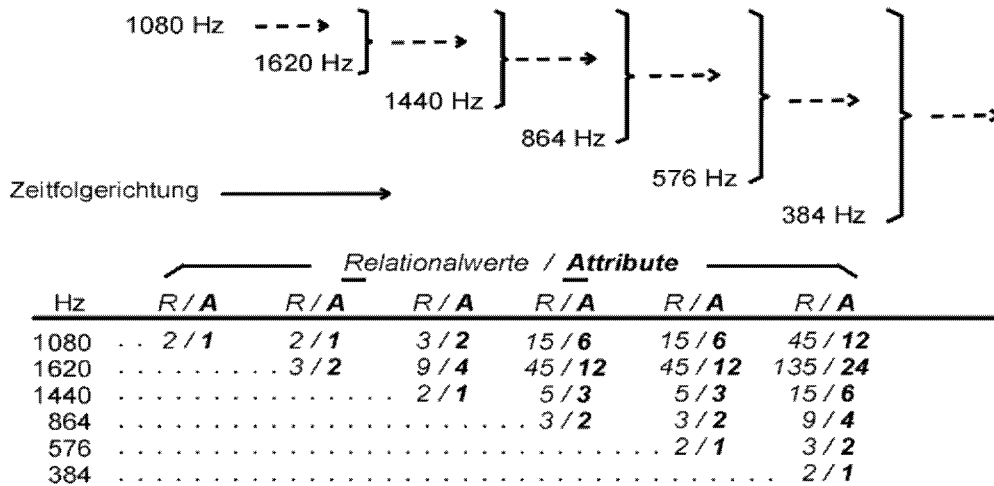 1080 Hz
1620 Hz
1440 Hz
864 Hz
576 Hz
384 Hz
Zeitfolgerichtung
Relationalwerte / Attribute
Hz R / A R / A R / A R / A R / A R / A
1080 . . 2 / 1 2 / 1 3 / 2 15 / 6 15 / 6 45 / 12
1620 . . . . . . . . . 3 / 2 9 / 4 45 / 12 45 / 12 135 / 24
1440 . . . . . . . . . . . . . . . 2 / 1 5 / 3 5 / 3 15 / 6
864 . . . . . . . . . . . . . . . . . . . . . . 3 / 2 3 / 2 9 / 4
576 . . . . . . . . . . . . . . . . . . . . . . . . . . . . 2 / 1 3 / 2
384 . . . . . . . . . . . . . . . . . . . . . . . . . . . . . . . . . . 2 / 1